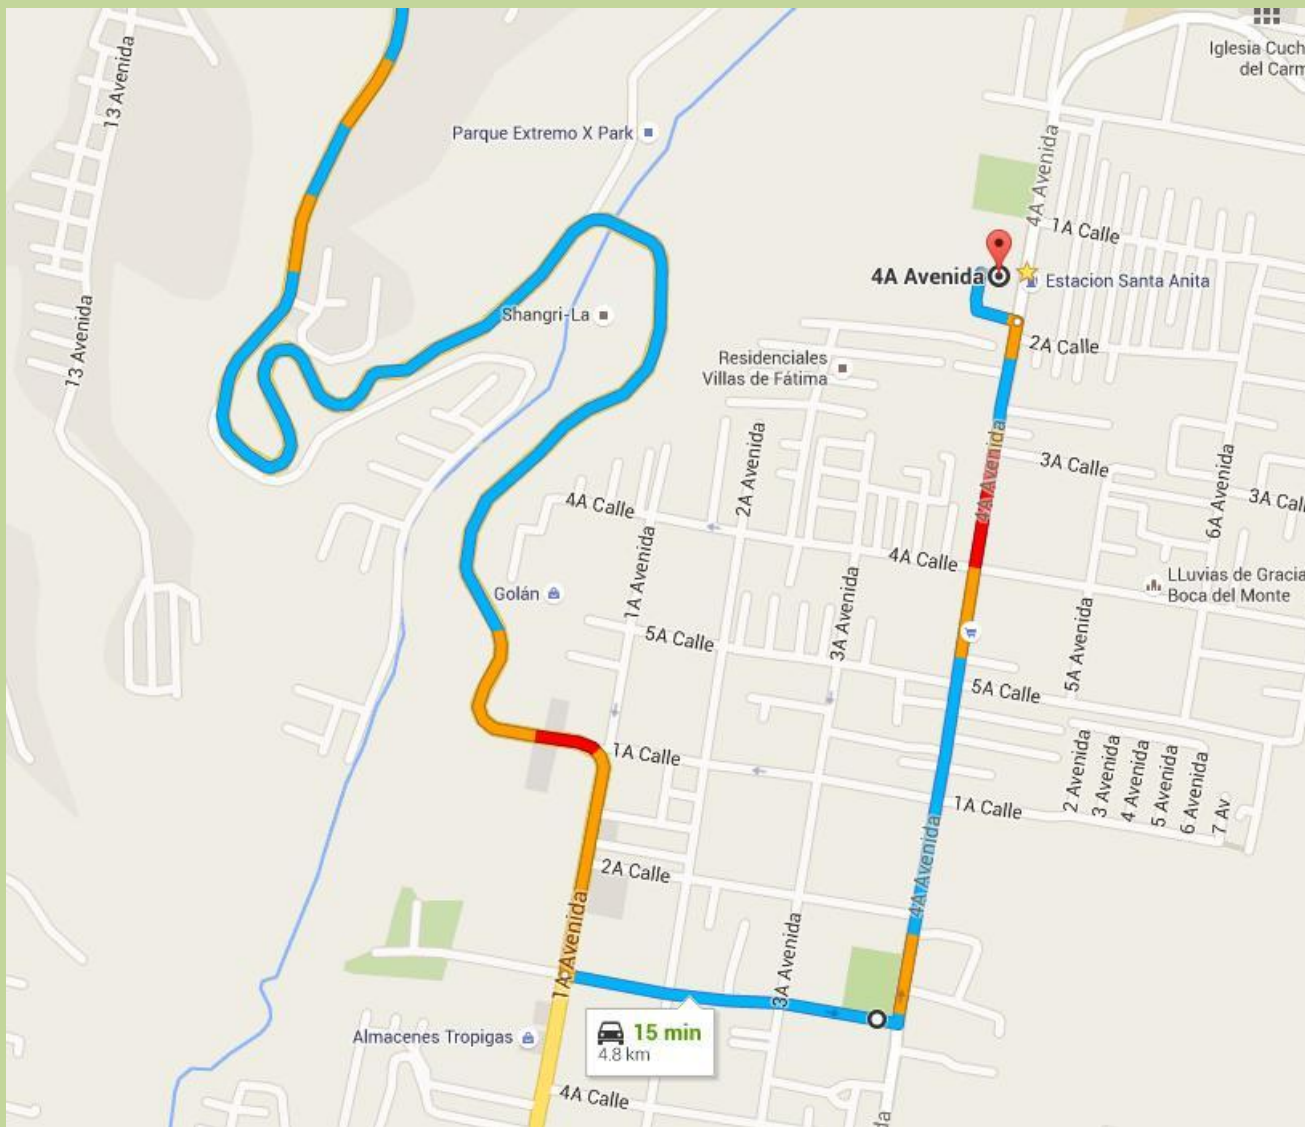 Iglesia Cuch
del Carm
13 Avenida
Parque Extremo X Park
4A Avenida
1A Calle
4A Avenida
Estacion Santa Anita
13 Avenida
Shangri-La
2A Calle
Residenciales
Villas de Fátima
2A Avenida
4A Avenida
3A Calle
6A Avenida
3A Call
4A Calle
1A Avenida
4A Calle
3A Avenida
LLuvias de Gracia
Boca del Monte
Golán
5A Calle
5A Avenida
5A Calle
1A Calle
2 Avenida
3 Avenida
4 Avenida
5 Avenida
6 Avenida
7 Av
1A Calle
4A Avenida
2A Calle
1A Avenida
3A Avenida
15 min
4.8 km
Almacenes Tropigas
4A Calle
da